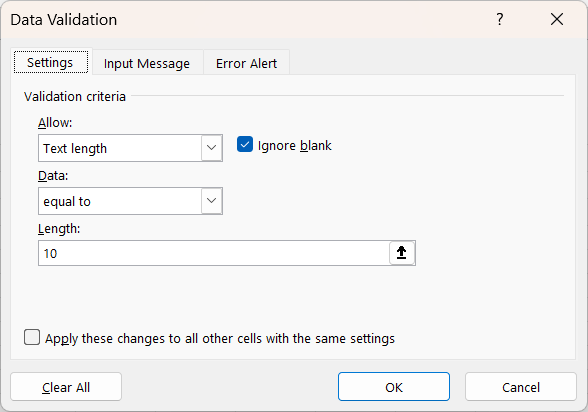 Data Validation ?
Settings Input Message Error Alert
Validation criteria
Allow:
Text length Ignore blank
Data:
equal to
Length:
10
Apply these changes to all other cells with the same settings
Clear All OK Cancel